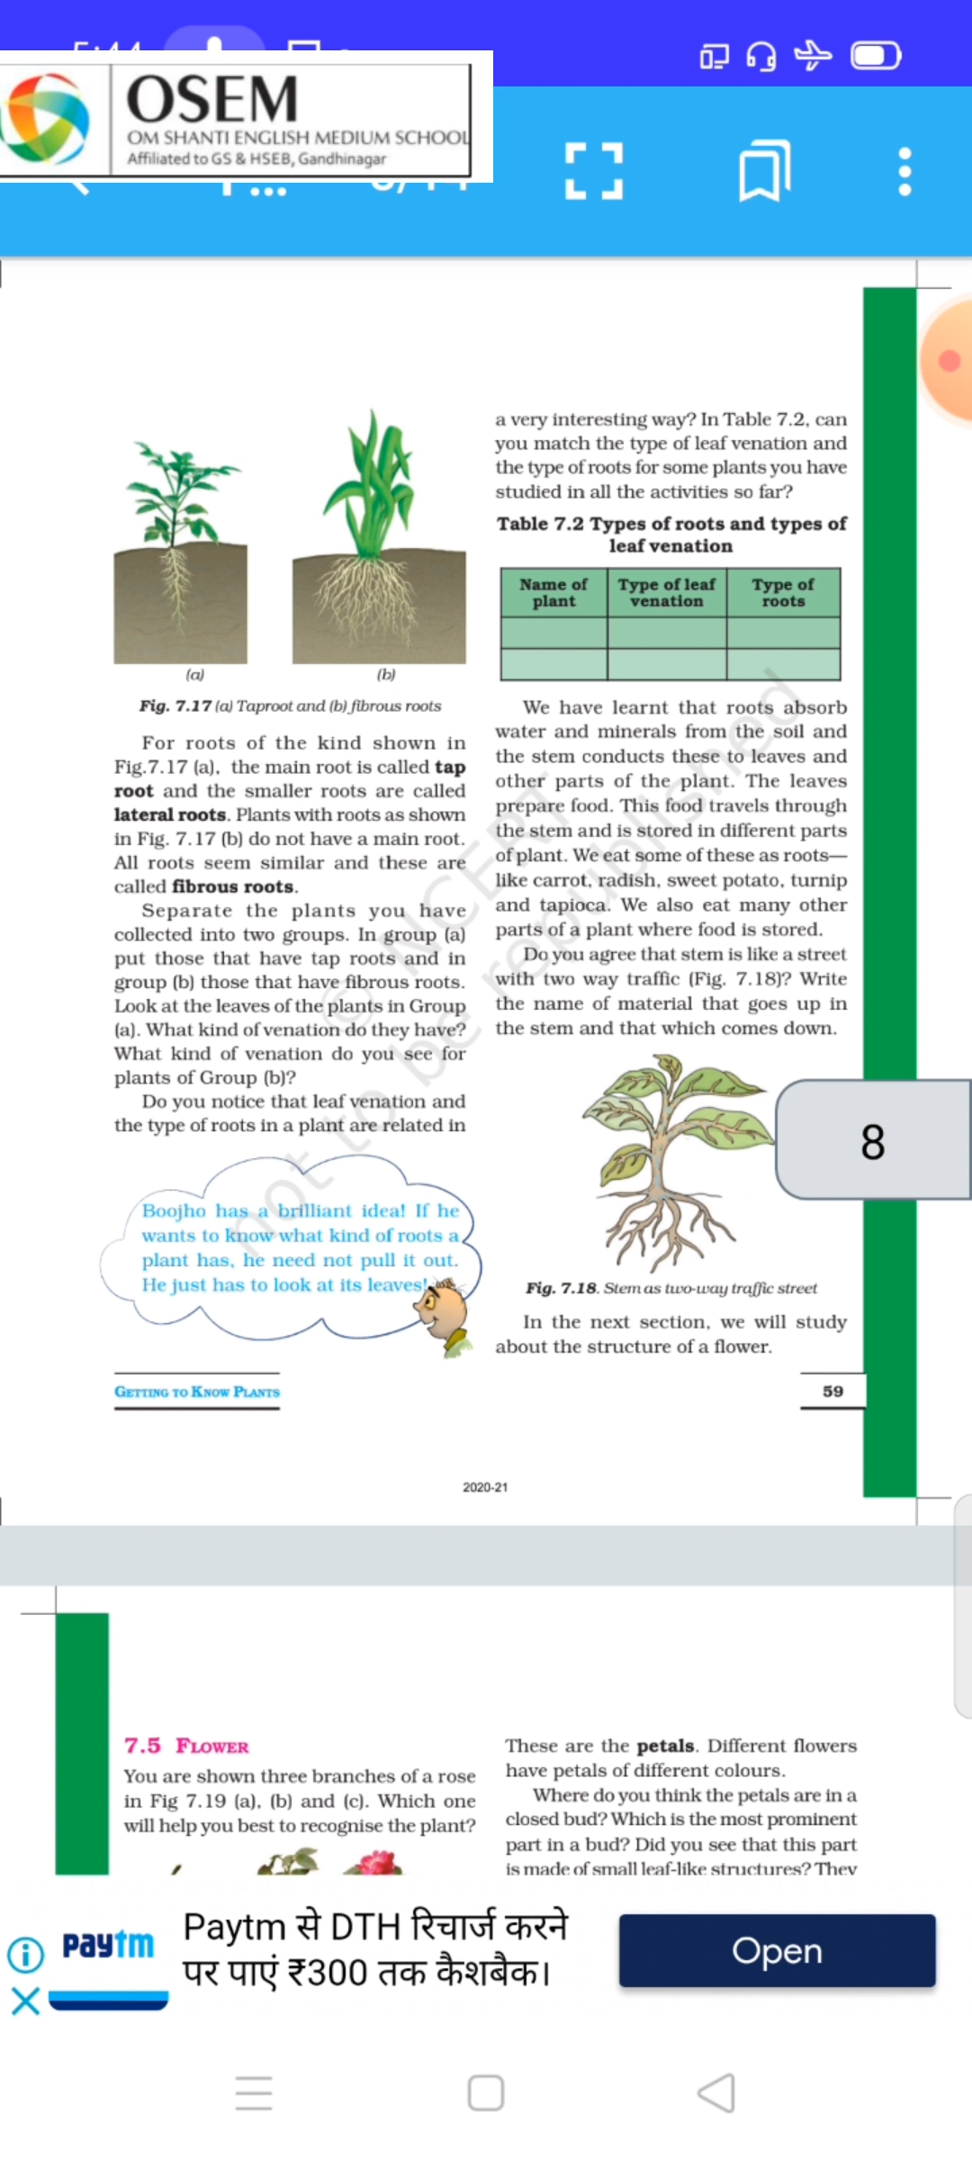 OSEM
OM SHANTI ENGLISH MEDIUM SCHOOL
Affiliated to GS & HSEB, Gandhinagar
(a)
(b)
Fig. 7.17 (a) Taproot and (b) fibrous roots
For roots of the kind shown in
Fig.7.17 (a), the main root is called tap
root and the smaller roots are called
lateral roots. Plants with roots as shown
in Fig. 7.17 (b) do not have a main root.
All roots seem similar and these are
called fibrous roots.
Separate the plants you have
collected into two groups. In group (a)
put those that have tap roots and in
group (b) those that have fibrous roots.
Look at the leaves of the plants in Group
(a). What kind of venation do they have?
What kind of venation do you see for
plants of Group (b)?
Do you notice that leaf venation and
the type of roots in a plant are related in
Boojho has a brilliant idea! If he
wants to know what kind of roots a
plant has, he need not pull it out.
He just has to look at its leaves!
a very interesting way? In Table 7.2, can
you match the type of leaf venation and
the type of roots for some plants you have
studied in all the activities so far?
Table 7.2 Types of roots and types of
leaf venation
Name of plant
Type of leaf venation
Type of roots
We have learnt that roots absorb
water and minerals from the soil and
the stem conducts these to leaves and
other parts of the plant. The leaves
prepare food. This food travels through
the stem and is stored in different parts
of plant. We eat some of these as roots—
like carrot, radish, sweet potato, turnip
and tapioca. We also eat many other
parts of a plant where food is stored.
Do you agree that stem is like a street
with two way traffic (Fig. 7.18)? Write
the name of material that goes up in
the stem and that which comes down.
8
Fig. 7.18. Stem as two-way traffic street
In the next section, we will study
about the structure of a flower.
GETTING TO KNOW PLANTS
59
2020-21
© NCERT
not to be republished
7.5 FLOWER
You are shown three branches of a rose
in Fig 7.19 (a), (b) and (c). Which one
will help you best to recognise the plant?
These are the petals. Different flowers
have petals of different colours.
Where do you think the petals are in a
closed bud? Which is the most prominent
part in a bud? Did you see that this part
is made of small leaf-like structures? They
paytm
Paytm से DTH रिचार्ज करने
पर पाएं ₹300 तक कैशबैक।
Open